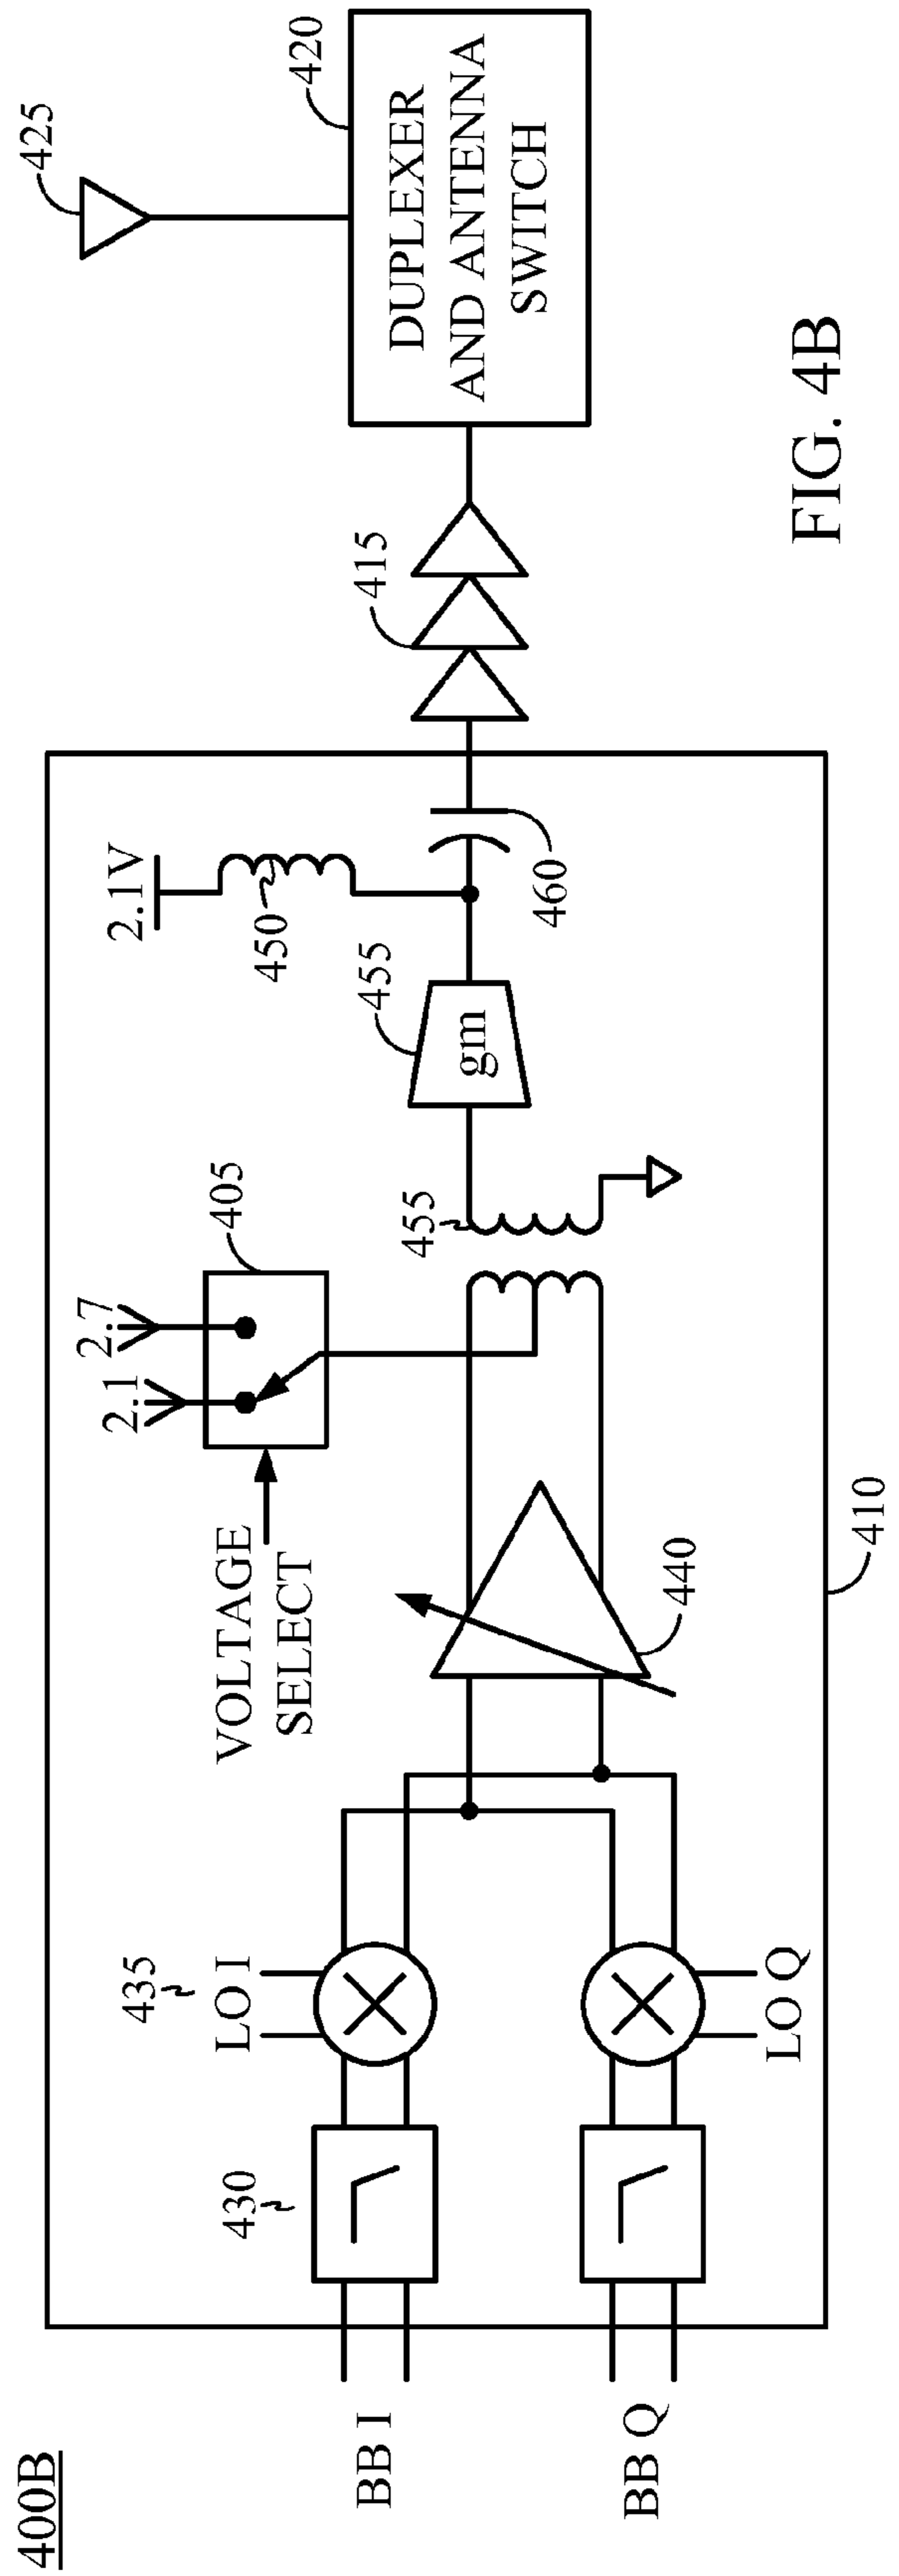 400B
BB I
BB Q
430
435
LO I
LO Q
VOLTAGE
SELECT
2.1
2.7
405
440
410
455
455
gm
2.1V
450
460
415
DUPLEXER
AND ANTENNA
SWITCH
420
425
FIG. 4B